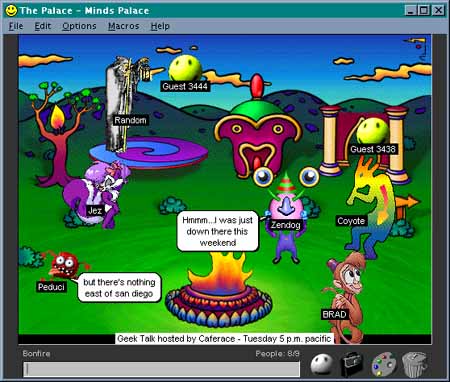 The Palace - Minds Palace
File Edit Options Macros Help
Guest 3444
Random
Guest 3438
Jez
Hmmm...I was just
down there this
weekend
Zendog
Coyote
Peduci
but there's nothing
east of san diego
BRAD
Geek Talk hosted by Caferace - Tuesday 5 p.m. pacific
Bonfire
People: 8/9